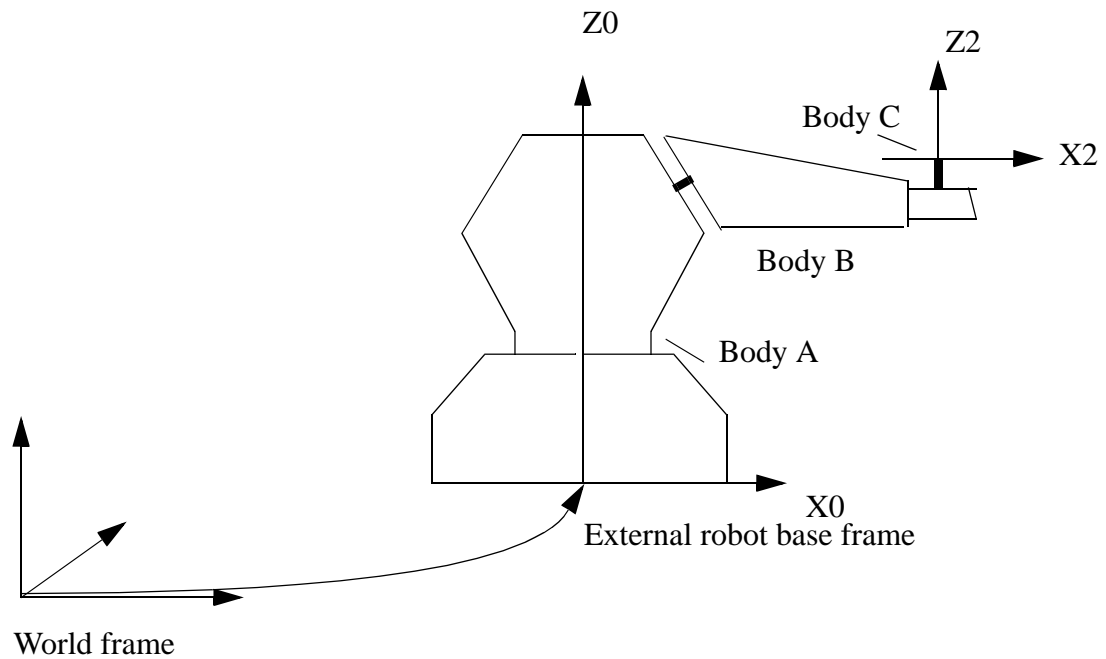 Z0
Z2
Body C
X2
Body B
Body A
X0
External robot base frame
World frame